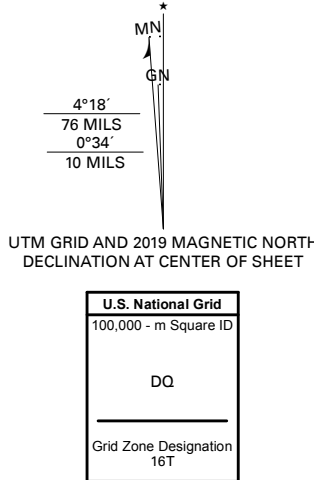 MN
GN
4°18´
76 MILS
0°34´
10 MILS
UTM GRID AND 2019 MAGNETIC NORTH
DECLINATION AT CENTER OF SHEET
U.S. National Grid
100,000 - m Square ID
DQ
Grid Zone Designation
16T